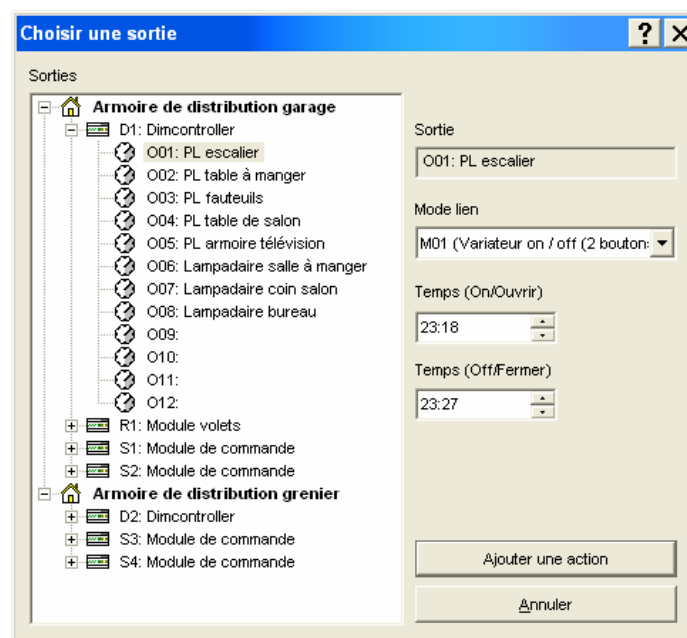 Choisir une sortie
Sorties
Armoire de distribution garage
D1: Dimcontroller
O01: PL escalier
O02: PL table à manger
O03: PL fauteuils
O04: PL table de salon
O05: PL armoire télévision
O06: Lampadaire salle à manger
O07: Lampadaire coin salon
O08: Lampadaire bureau
O09:
O10:
O11:
O12:
R1: Module volets
S1: Module de commande
S2: Module de commande
Armoire de distribution grenier
D2: Dimcontroller
S3: Module de commande
S4: Module de commande
Sortie
O01: PL escalier
Mode lien
M01 (Variateur on / off (2 bouton:
Temps (On/Ouvrir)
23:18
Temps (Off/Fermer)
23:27
Ajouter une action
Annuler